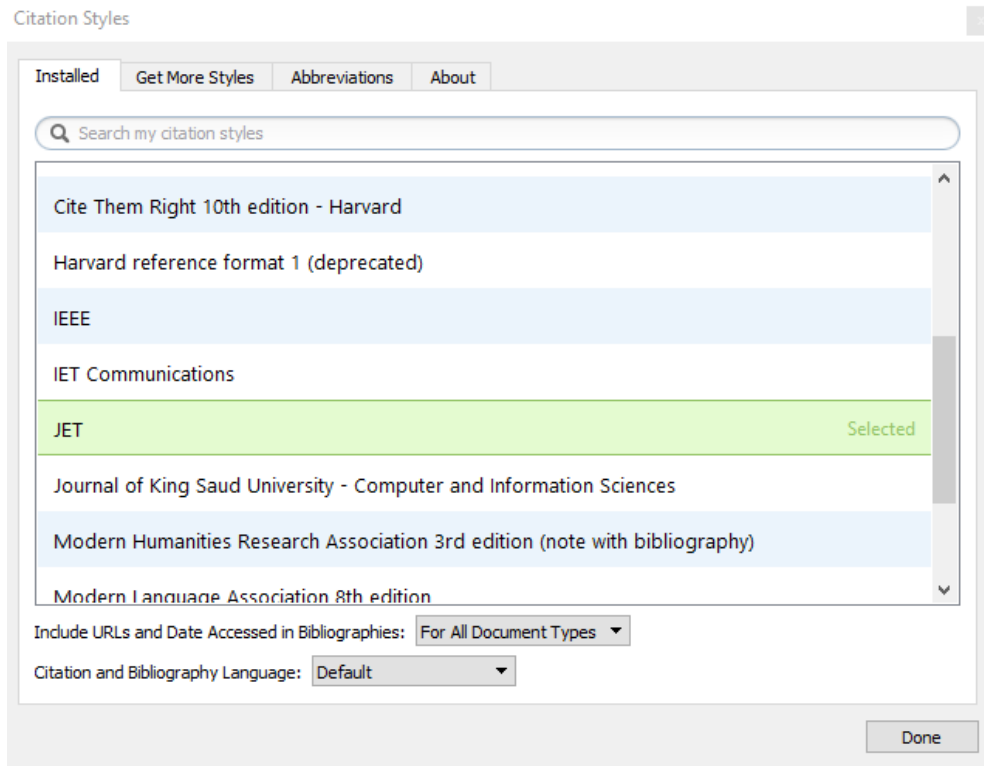 Citation Styles
Installed Get More Styles Abbreviations About
Search my citation styles
Cite Them Right 10th edition - Harvard
Harvard reference format 1 (deprecated)
IEEE
IET Communications
JET Selected
Journal of King Saud University - Computer and Information Sciences
Modern Humanities Research Association 3rd edition (note with bibliography)
Modern Language Association 8th edition
Include URLs and Date Accessed in Bibliographies: For All Document Types
Citation and Bibliography Language: Default
Done